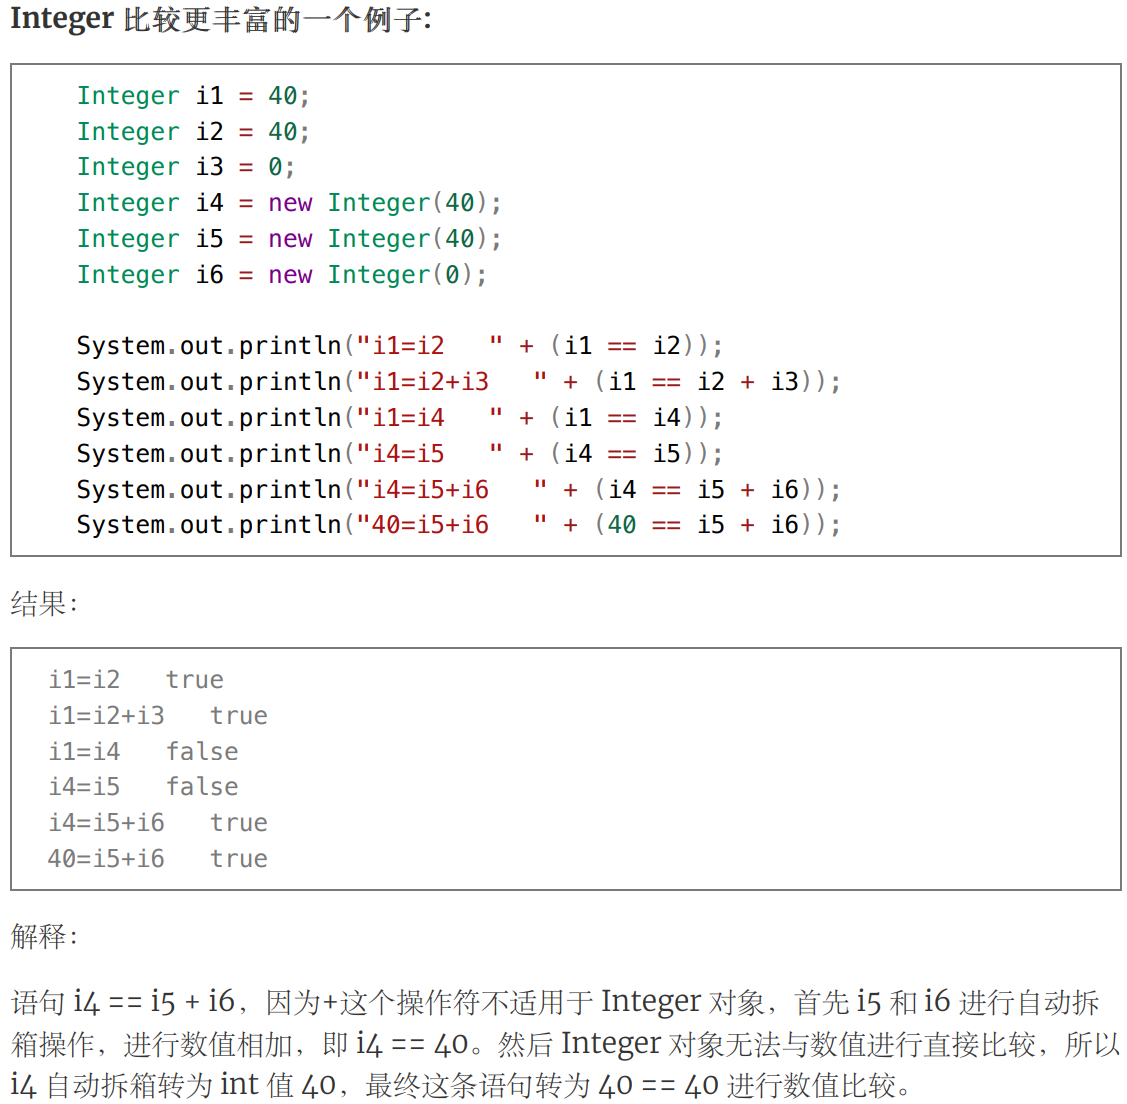 Integer 比较更丰富的一个例子:
Integer i1 = 40;
Integer i2 = 40;
Integer i3 = 0;
Integer i4 = new Integer(40);
Integer i5 = new Integer(40);
Integer i6 = new Integer(0);
System.out.println("i1=i2   " + (i1 == i2));
System.out.println("i1=i2+i3   " + (i1 == i2 + i3));
System.out.println("i1=i4   " + (i1 == i4));
System.out.println("i4=i5   " + (i4 == i5));
System.out.println("i4=i5+i6   " + (i4 == i5 + i6));
System.out.println("40=i5+i6   " + (40 == i5 + i6));
结果：
i1=i2   true
i1=i2+i3   true
i1=i4   false
i4=i5   false
i4=i5+i6   true
40=i5+i6   true
解释：
语句 i4 == i5 + i6，因为+这个操作符不适用于 Integer 对象，首先 i5 和 i6 进行自动拆
箱操作，进行数值相加，即 i4 == 40。然后 Integer 对象无法与数值进行直接比较，所以
i4 自动拆箱转为 int 值 40，最终这条语句转为 40 == 40 进行数值比较。